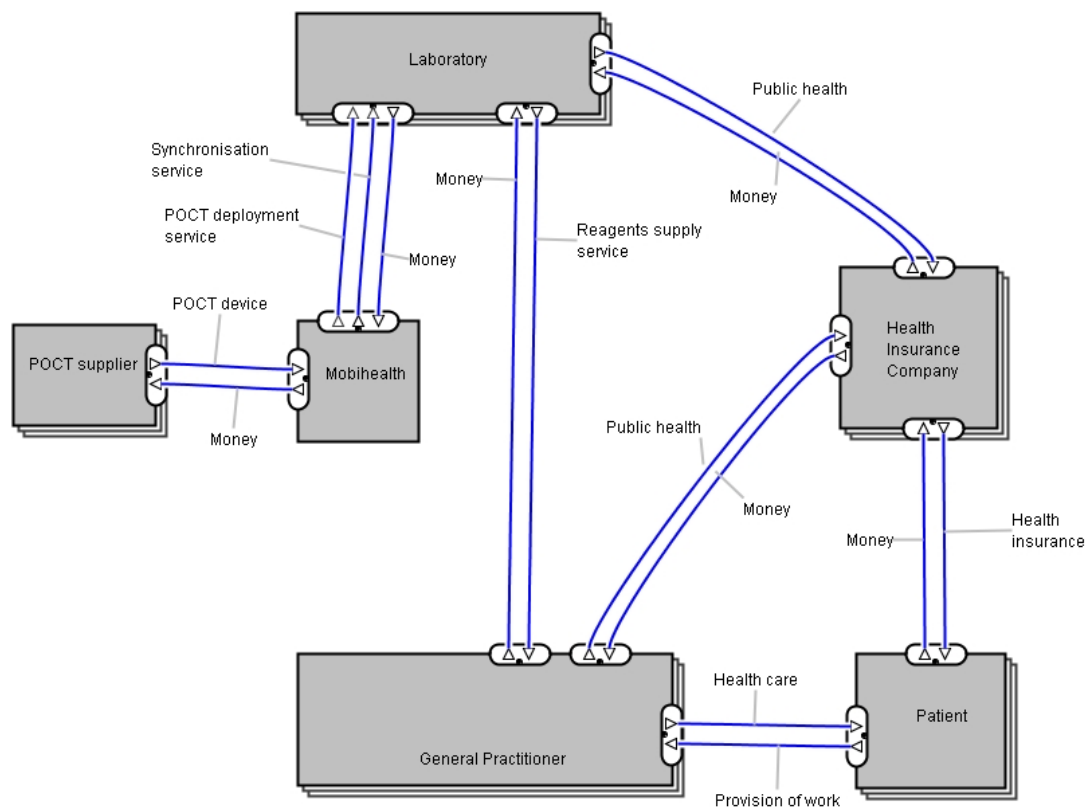 Laboratory
Public health
Synchronisation
service
Money
Money
POCT deployment
service
Reagents supply
service
Money
POCT device
Health
Insurance
Company
POCT supplier
Mobihealth
Money
Public health
Money
Health
insurance
Money
Health care
Patient
General Practitioner
Provision of work